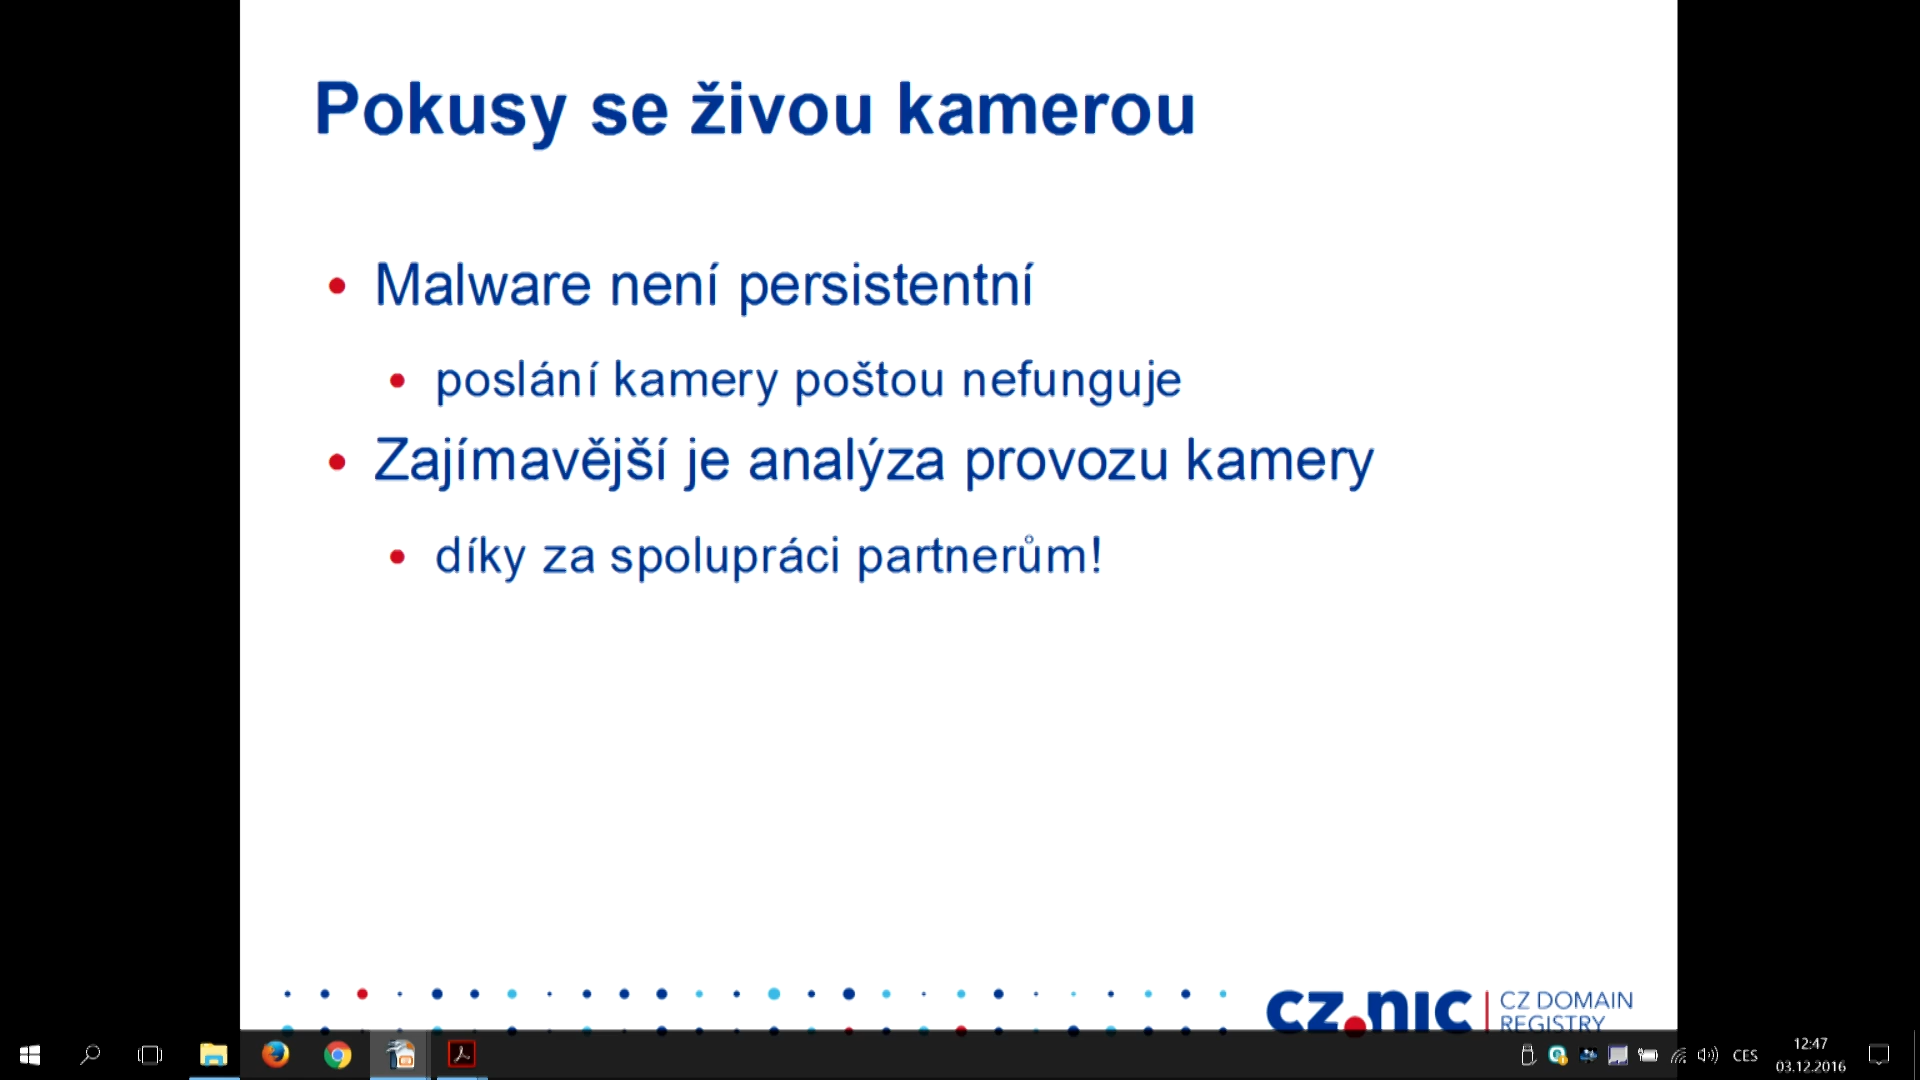 Pokusy se živou kamerou
• Malware není persistentní
• poslání kamery poštou nefunguje
• Zajímavější je analýza provozu kamery
• díky za spolupráci partnerům!
CZ.NIC | CZ DOMAIN
REGISTRY
CES
12:47
03.12.2016